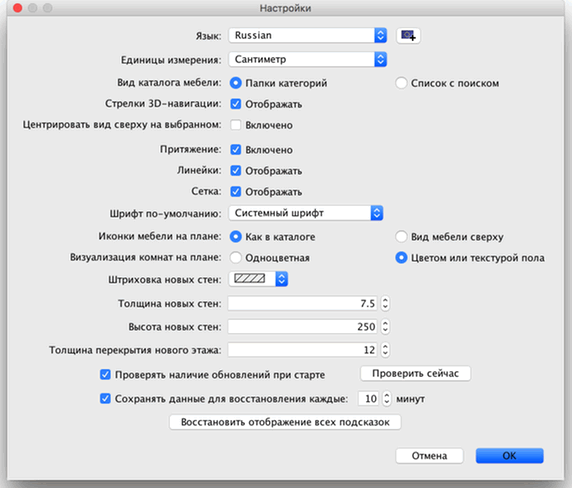 Настройки
Язык: Russian
Единицы измерения: Сантиметр
Вид каталога мебели: Папки категорий Список с поиском
Стрелки 3D-навигации: Отображать
Центрировать вид сверху на выбранном: Включено
Притяжение: Включено
Линейки: Отображать
Сетка: Отображать
Шрифт по-умолчанию: Системный шрифт
Иконки мебели на плане: Как в каталоге Вид мебели сверху
Визуализация комнат на плане: Одноцветная Цветом или текстурой пола
Штриховка новых стен:
Толщина новых стен: 7.5
Высота новых стен: 250
Толщина перекрытия нового этажа: 12
Проверять наличие обновлений при старте Проверить сейчас
Сохранять данные для восстановления каждые: 10 минут
Восстановить отображение всех подсказок
Отмена OK